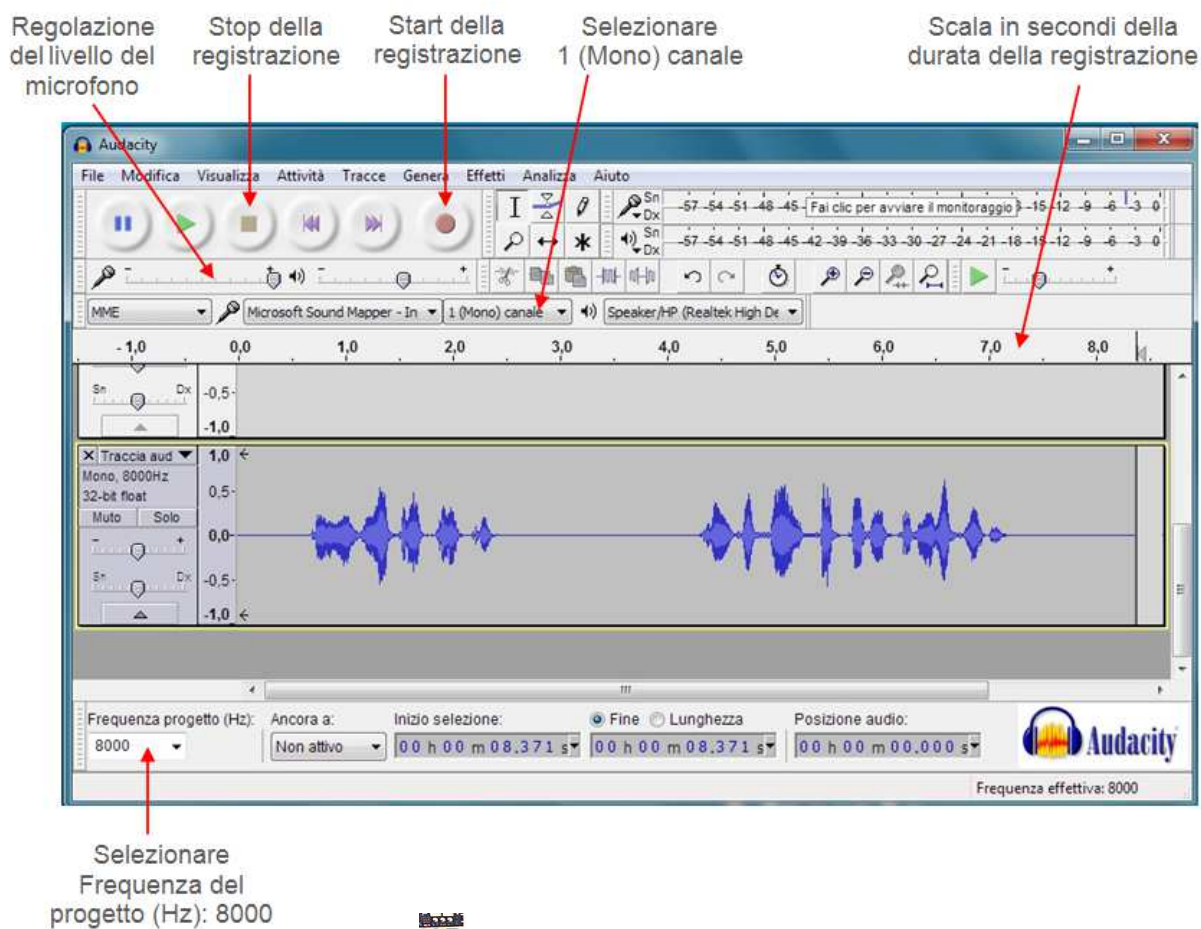 Regolazione
del livello del
microfono
Stop della
registrazione
Start della
registrazione
Selezionare
1 (Mono) canale
Scala in secondi della
durata della registrazione
Audacity
File Modifica Visualizza Attività Tracce Genera Effetti Analizza Aiuto
Sn
Dx
-57 -54 -51 -48 -45 Fai clic per avviare il monitoraggio -15 -12 -9 -6 -3 0
Sn
Dx
-57 -54 -51 -48 -45 -42 -39 -36 -33 -30 -27 -24 -21 -18 -15 -12 -9 -6 -3 0
- + - + - +
MME Microsoft Sound Mapper - In 1 (Mono) canale Speaker/HP (Realtek High De
- 1,0 0,0 1,0 2,0 3,0 4,0 5,0 6,0 7,0 8,0
Sn Dx -0,5
-1,0
X Traccia aud 1,0
Mono, 8000Hz
32-bit float 0,5
Muto Solo
- + 0,0
Sn Dx -0,5
-1,0
Frequenza progetto (Hz): Ancora a: Inizio selezione: Fine Lunghezza Posizione audio:
8000 Non attivo 00 h 00 m 08.371 s 00 h 00 m 08.371 s 00 h 00 m 00.000 s
Audacity
Frequenza effettiva: 8000
Selezionare
Frequenza del
progetto (Hz): 8000